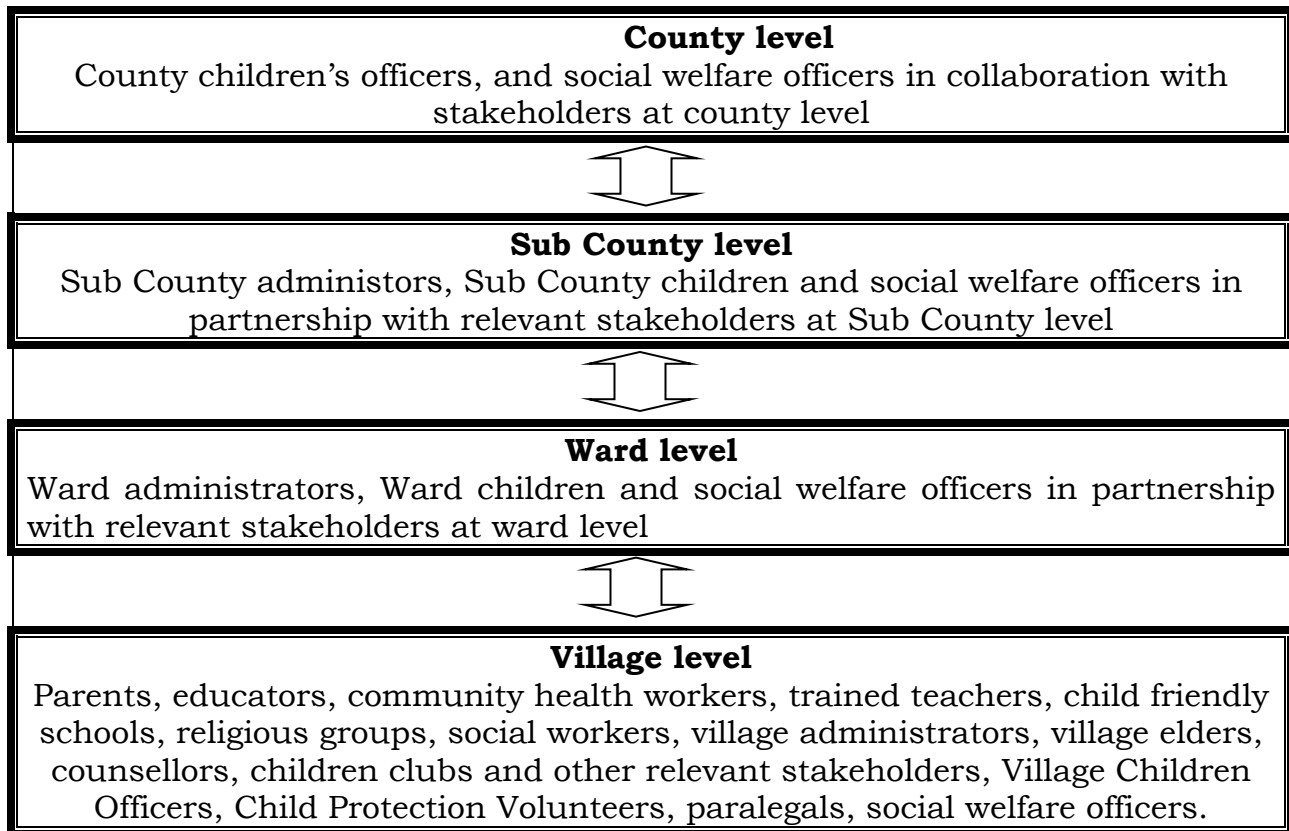 County level
County children’s officers, and social welfare officers in collaboration with
stakeholders at county level
Sub County level
Sub County administors, Sub County children and social welfare officers in
partnership with relevant stakeholders at Sub County level
Ward level
Ward administrators, Ward children and social welfare officers in partnership
with relevant stakeholders at ward level
Village level
Parents, educators, community health workers, trained teachers, child friendly
schools, religious groups, social workers, village administrators, village elders,
counsellors, children clubs and other relevant stakeholders, Village Children
Officers, Child Protection Volunteers, paralegals, social welfare officers.